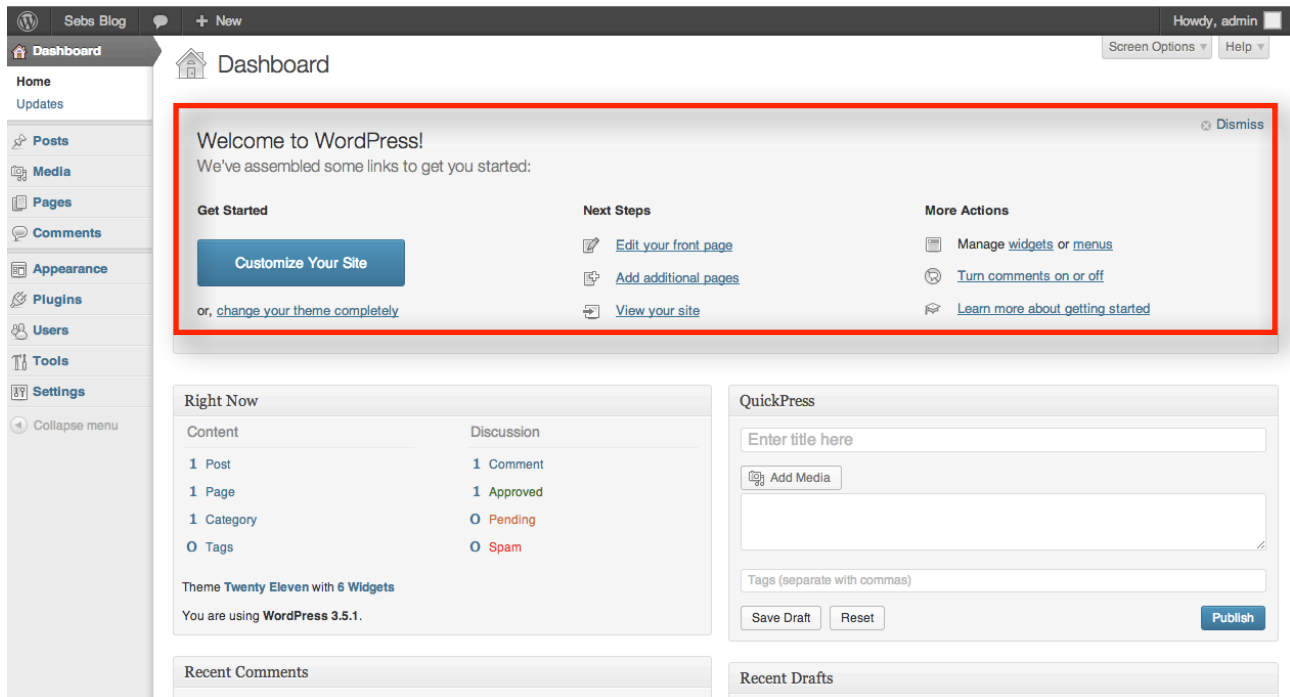 Sebs Blog + New Howdy, admin
Dashboard
Home
Updates
Posts
Media
Pages
Comments
Appearance
Plugins
Users
Tools
Settings
Collapse menu
Screen Options Help
Dashboard
Dismiss
Welcome to WordPress!
We've assembled some links to get you started:
Get Started
Customize Your Site
or, change your theme completely
Next Steps
Edit your front page
Add additional pages
View your site
More Actions
Manage widgets or menus
Turn comments on or off
Learn more about getting started
Right Now
Content
1 Post
1 Page
1 Category
0 Tags
Discussion
1 Comment
1 Approved
0 Pending
0 Spam
Theme Twenty Eleven with 6 Widgets
You are using WordPress 3.5.1.
Recent Comments
QuickPress
Enter title here
Add Media
Tags (separate with commas)
Save Draft Reset Publish
Recent Drafts